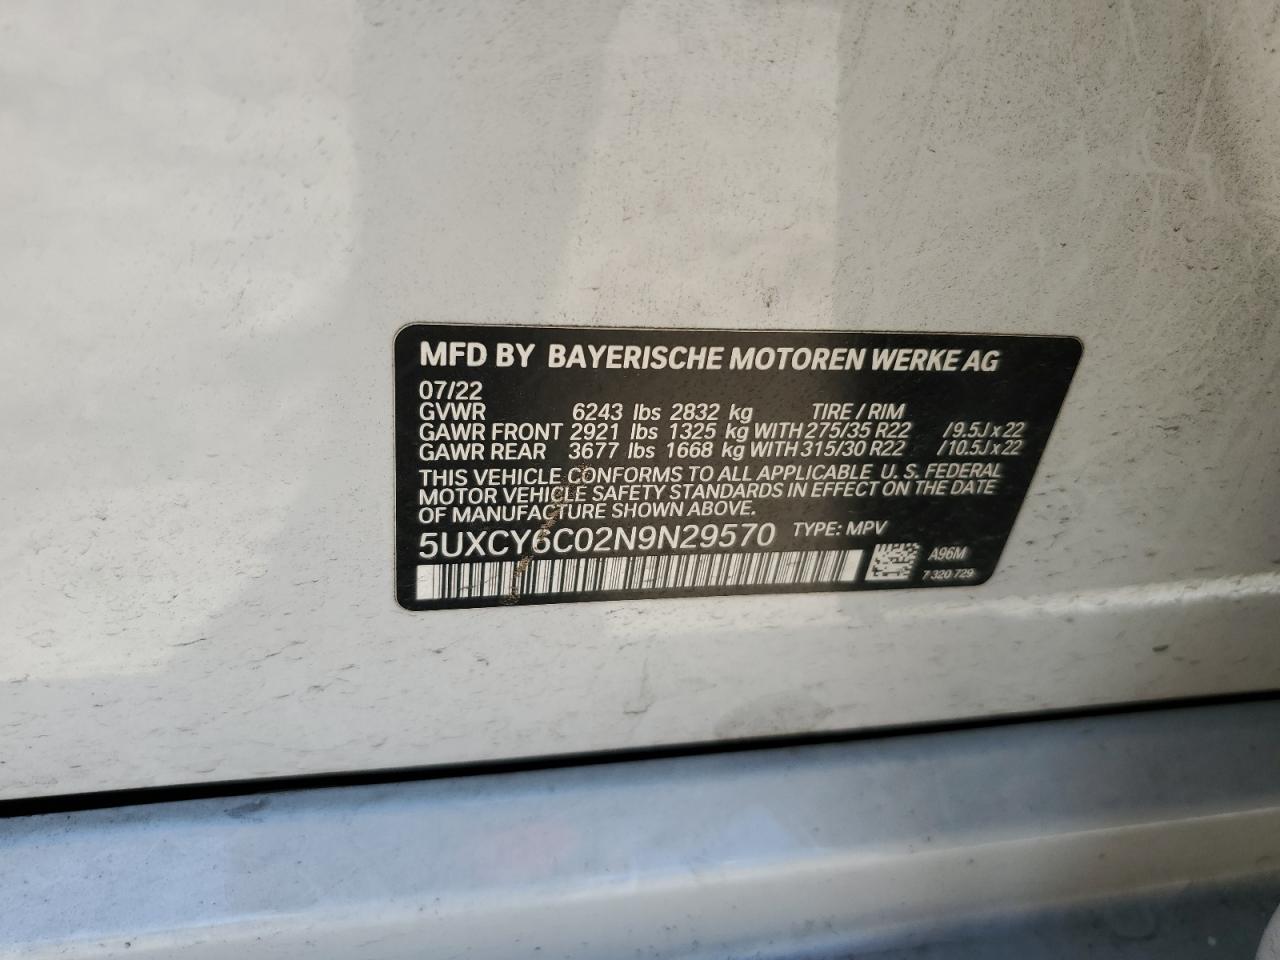 MFD BY BAYERISCHE MOTOREN WERKE AG
07/22
GVWR 6243 lbs 2832 kg TIRE / RIM
GAWR FRONT 2921 lbs 1325 kg WITH 275/35 R22 /9.5J x 22
GAWR REAR 3677 lbs 1668 kg WITH 315/30 R22 /10.5J x 22
THIS VEHICLE CONFORMS TO ALL APPLICABLE U. S. FEDERAL
MOTOR VEHICLE SAFETY STANDARDS IN EFFECT ON THE DATE
OF MANUFACTURE SHOWN ABOVE.
5UXCY6C02N9N29570 TYPE: MPV
A96M
7 320 729